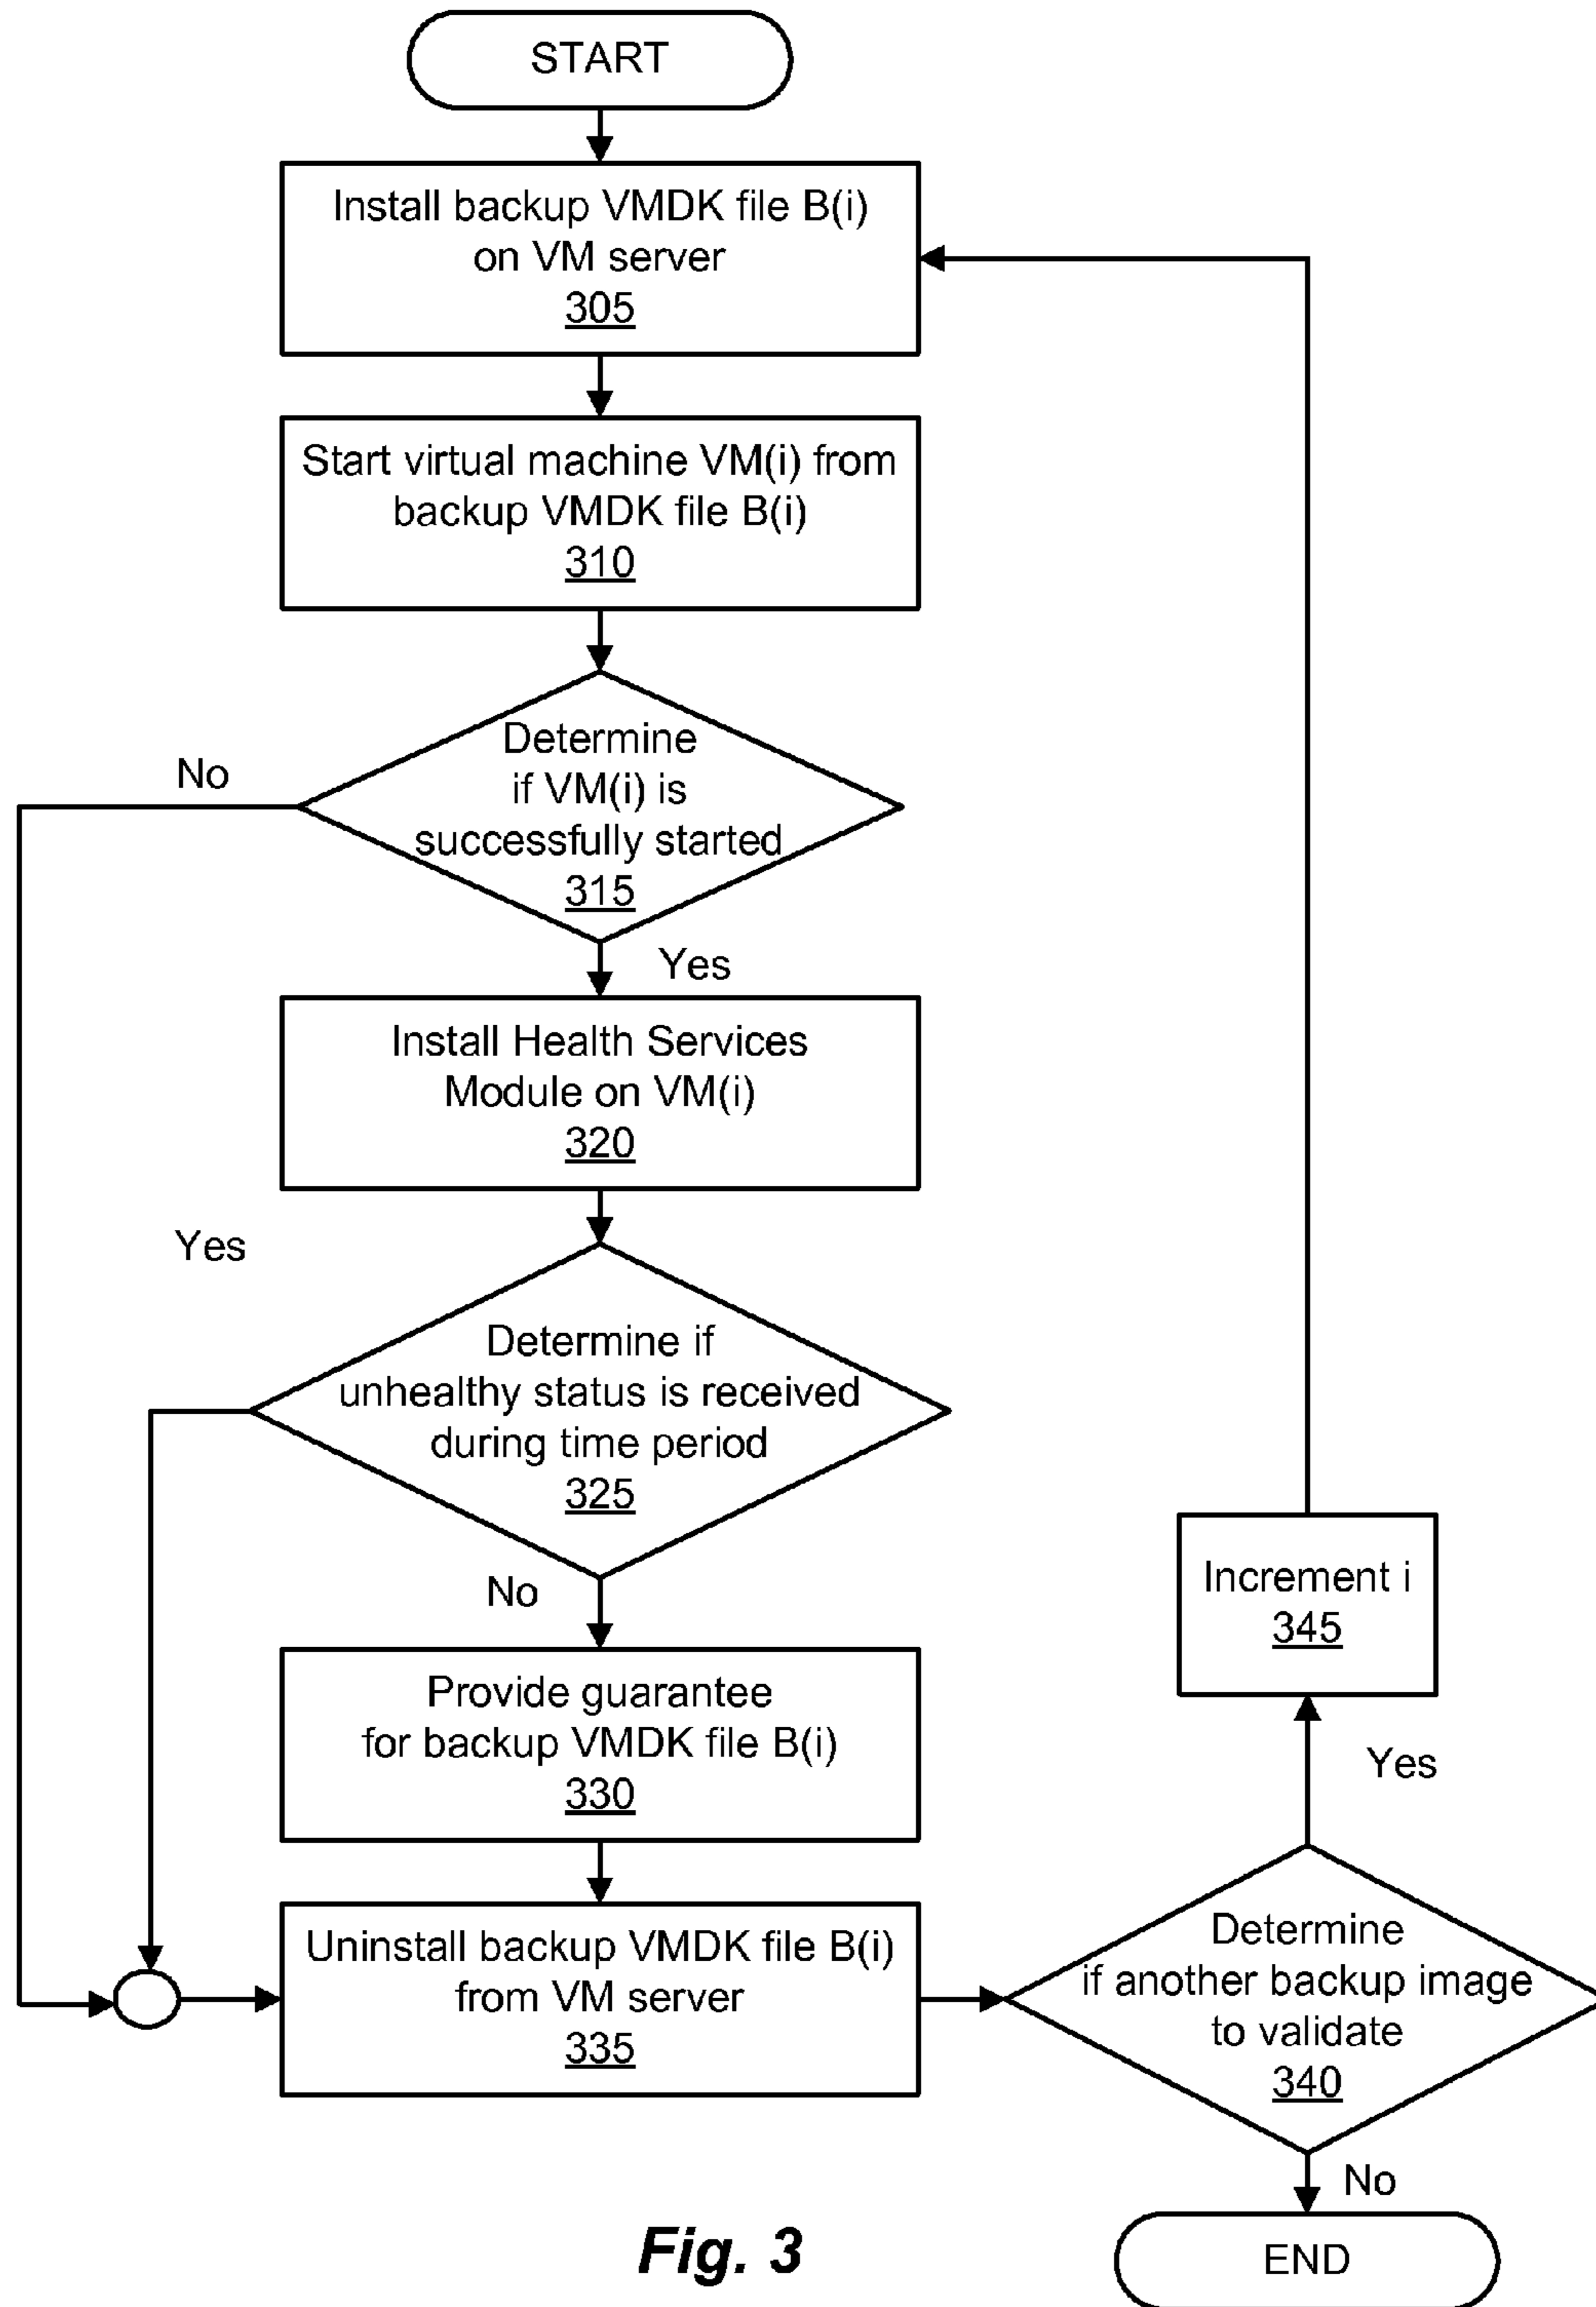 START
Install backup VMDK file B(i)
on VM server
305
Start virtual machine VM(i) from
backup VMDK file B(i)
310
Determine
if VM(i) is
successfully started
315
No
Yes
Install Health Services
Module on VM(i)
320
Yes
Determine if
unhealthy status is received
during time period
325
No
Provide guarantee
for backup VMDK file B(i)
330
Uninstall backup VMDK file B(i)
from VM server
335
Determine
if another backup image
to validate
340
Yes
Increment i
345
No
END
Fig. 3